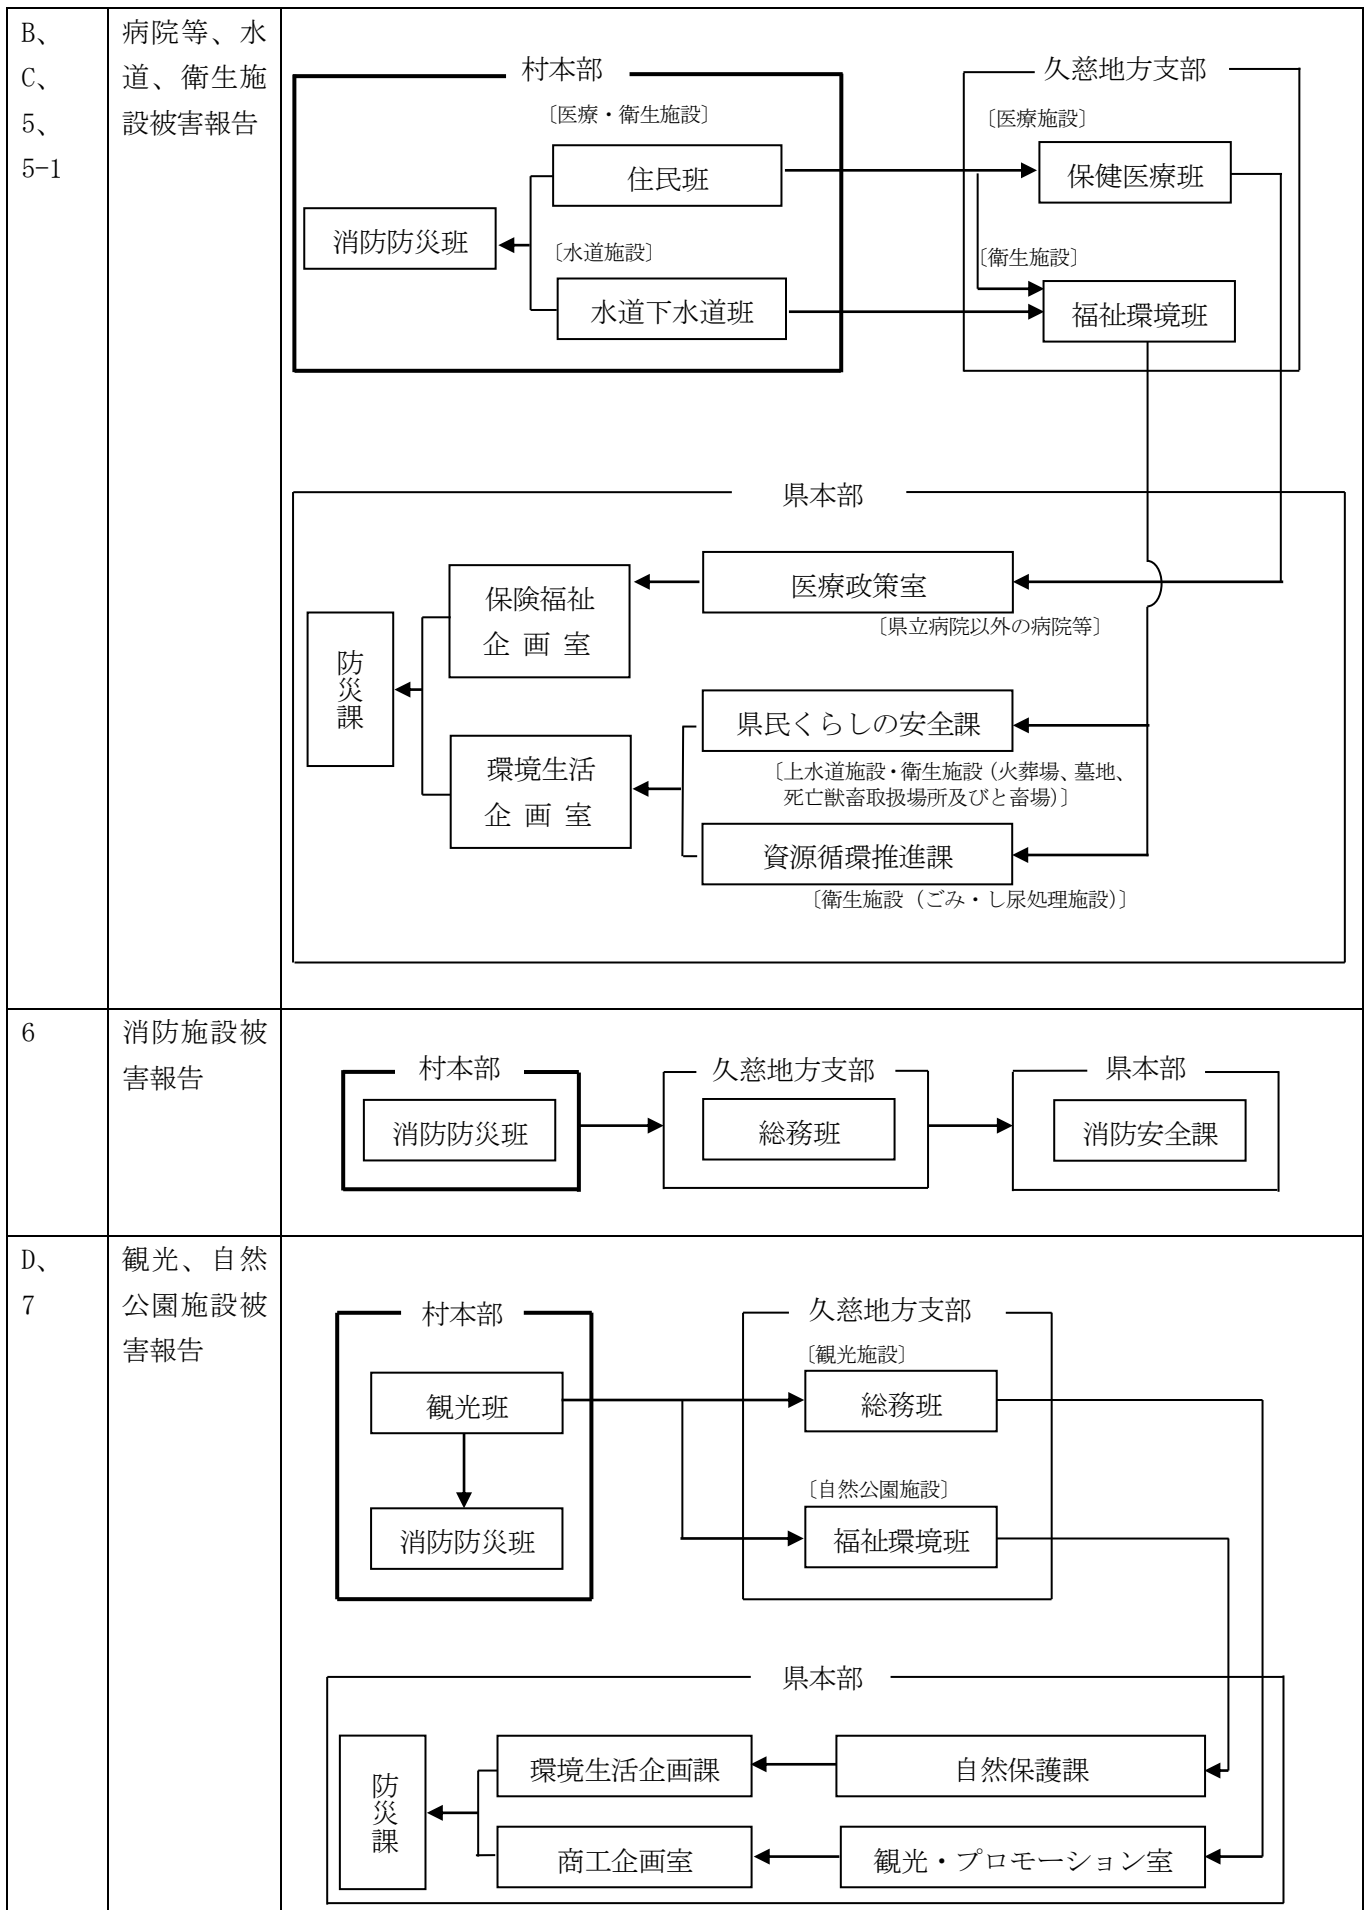 B、
C、
5、
5-1
病院等、水
道、衛生施
設被害報告
村本部
久慈地方支部
〔医療・衛生施設〕
〔医療施設〕
住民班
保健医療班
消防防災班
〔水道施設〕
〔衛生施設〕
水道下水道班
福祉環境班
県本部
保険福祉
企画室
医療政策室
〔県立病院以外の病院等〕
防災課
県民くらしの安全課
環境生活
企画室
〔上水道施設・衛生施設（火葬場、墓地、
死亡獣畜取扱場所及びと畜場）〕
資源循環推進課
〔衛生施設（ごみ・し尿処理施設）〕
6
消防施設被
害報告
村本部
久慈地方支部
県本部
消防防災班
総務班
消防安全課
D、
7
観光、自然
公園施設被
害報告
村本部
久慈地方支部
〔観光施設〕
観光班
総務班
〔自然公園施設〕
消防防災班
福祉環境班
県本部
防災課
環境生活企画課
自然保護課
商工企画室
観光・プロモーション室